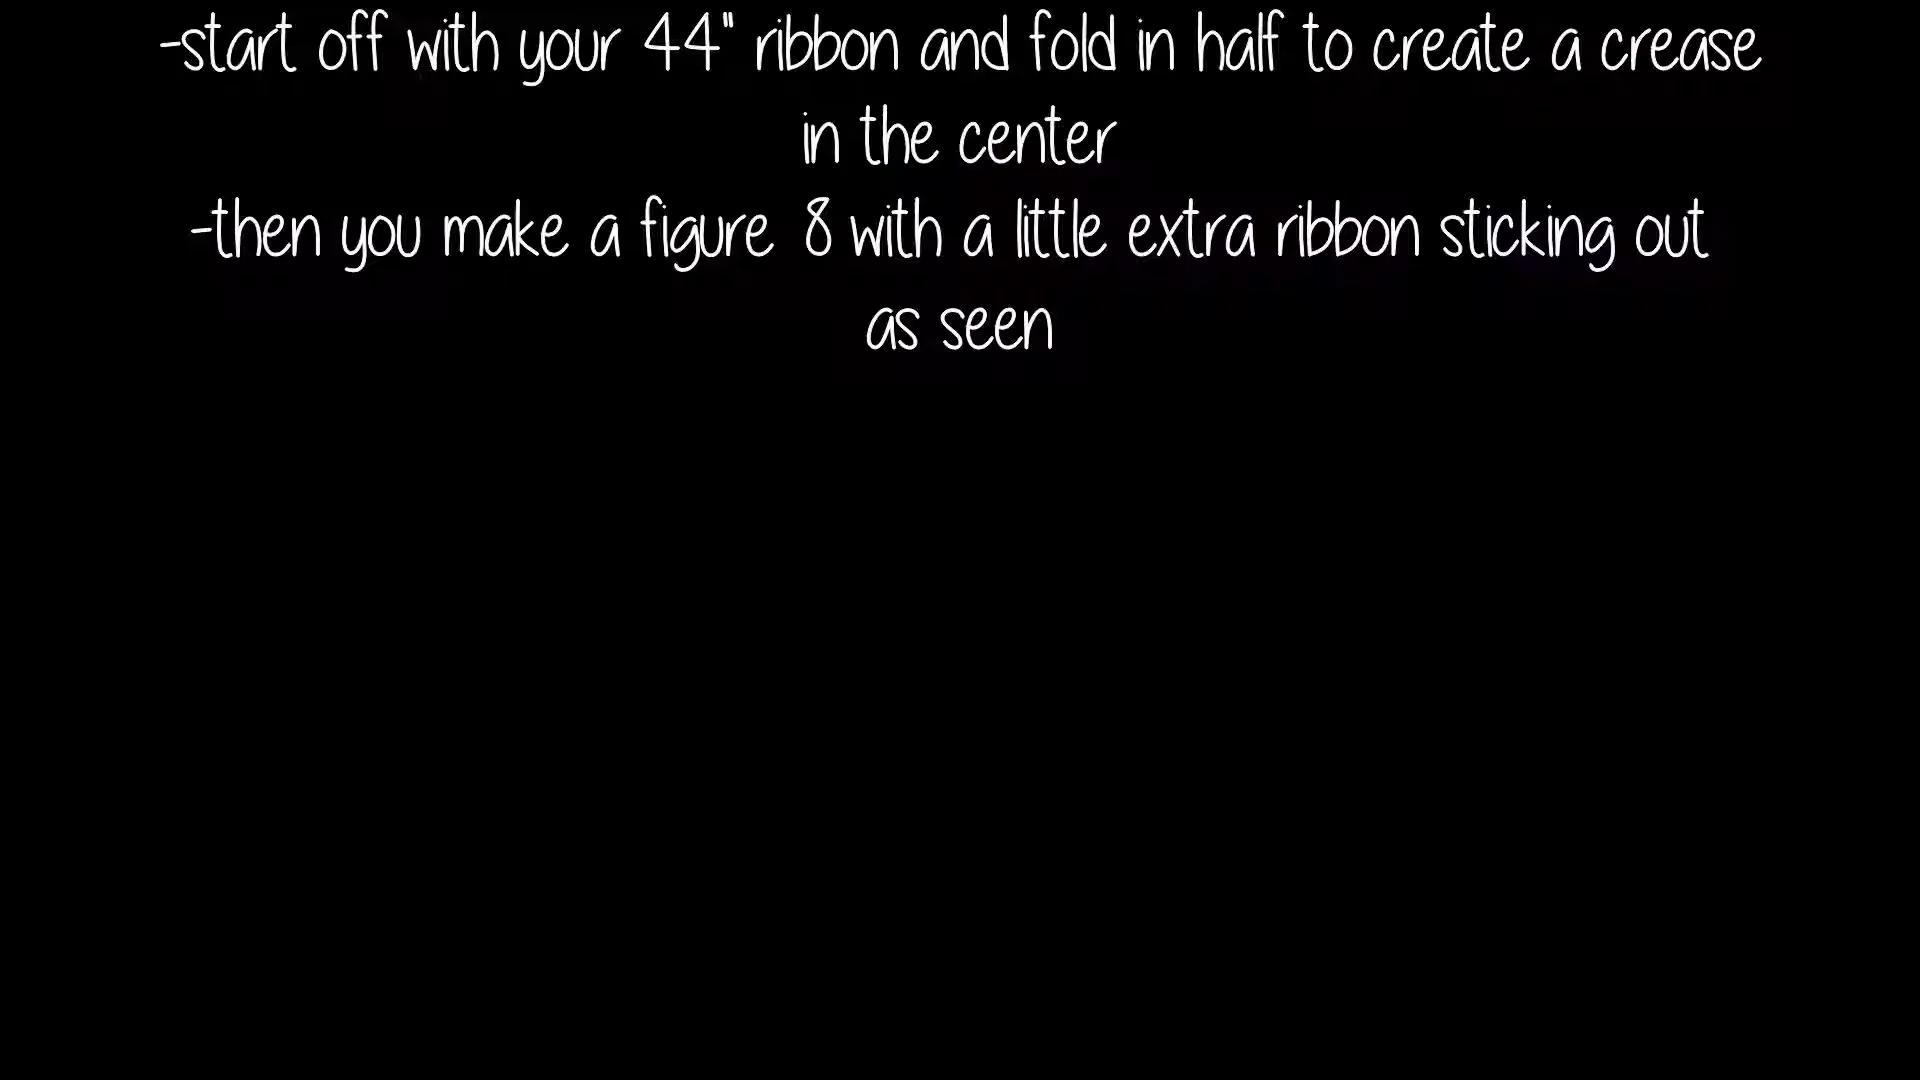 -start off with your 44" ribbon and fold in half to create a crease
in the center
-then you make a figure 8 with a little extra ribbon sticking out
as seen